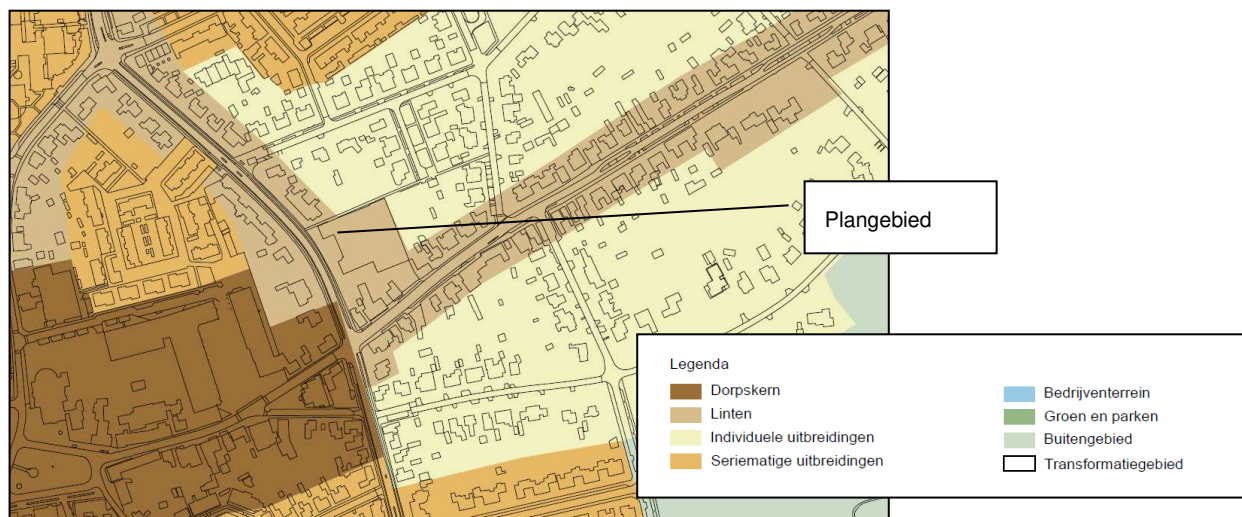 Plangebied
Legenda
Dorpskern
Linten
Individuele uitbreidingen
Seriematige uitbreidingen
Bedrijventerrein
Groen en parken
Buitengebied
Transformatiegebied